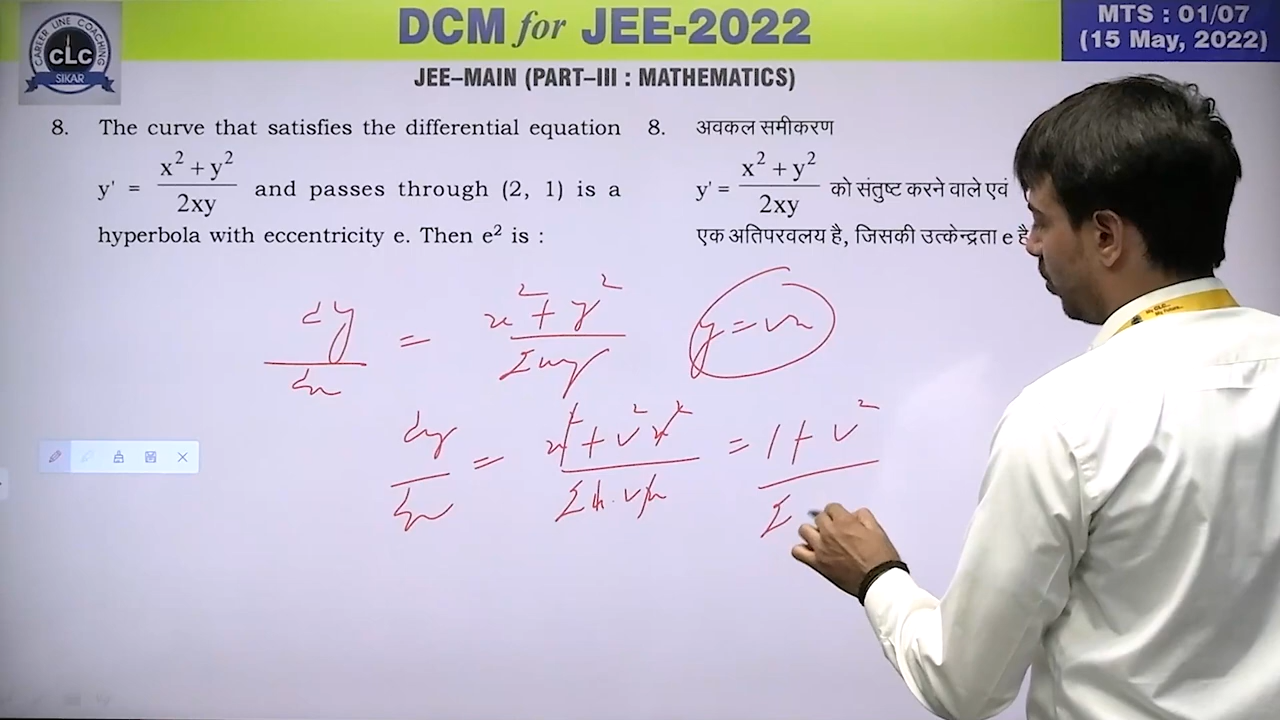 DCM for JEE-2022
MTS : 01/07
(15 May, 2022)
CAREER LINE COACHING
CLC
SIKAR
JEE–MAIN (PART–III : MATHEMATICS)
8. The curve that satisfies the differential equation
y' = x² + y² / 2xy and passes through (2, 1) is a
hyperbola with eccentricity e. Then e² is :
8. अवकल समीकरण
y' = x² + y² / 2xy को संतुष्ट करने वाले एवं
एक अतिपरवलय है, जिसकी उत्केन्द्रता e है
dy/dx = x² + y² / 2xy
y = vx
dy/dx = x² + v²x² / 2x.vx = 1 + v² / 2